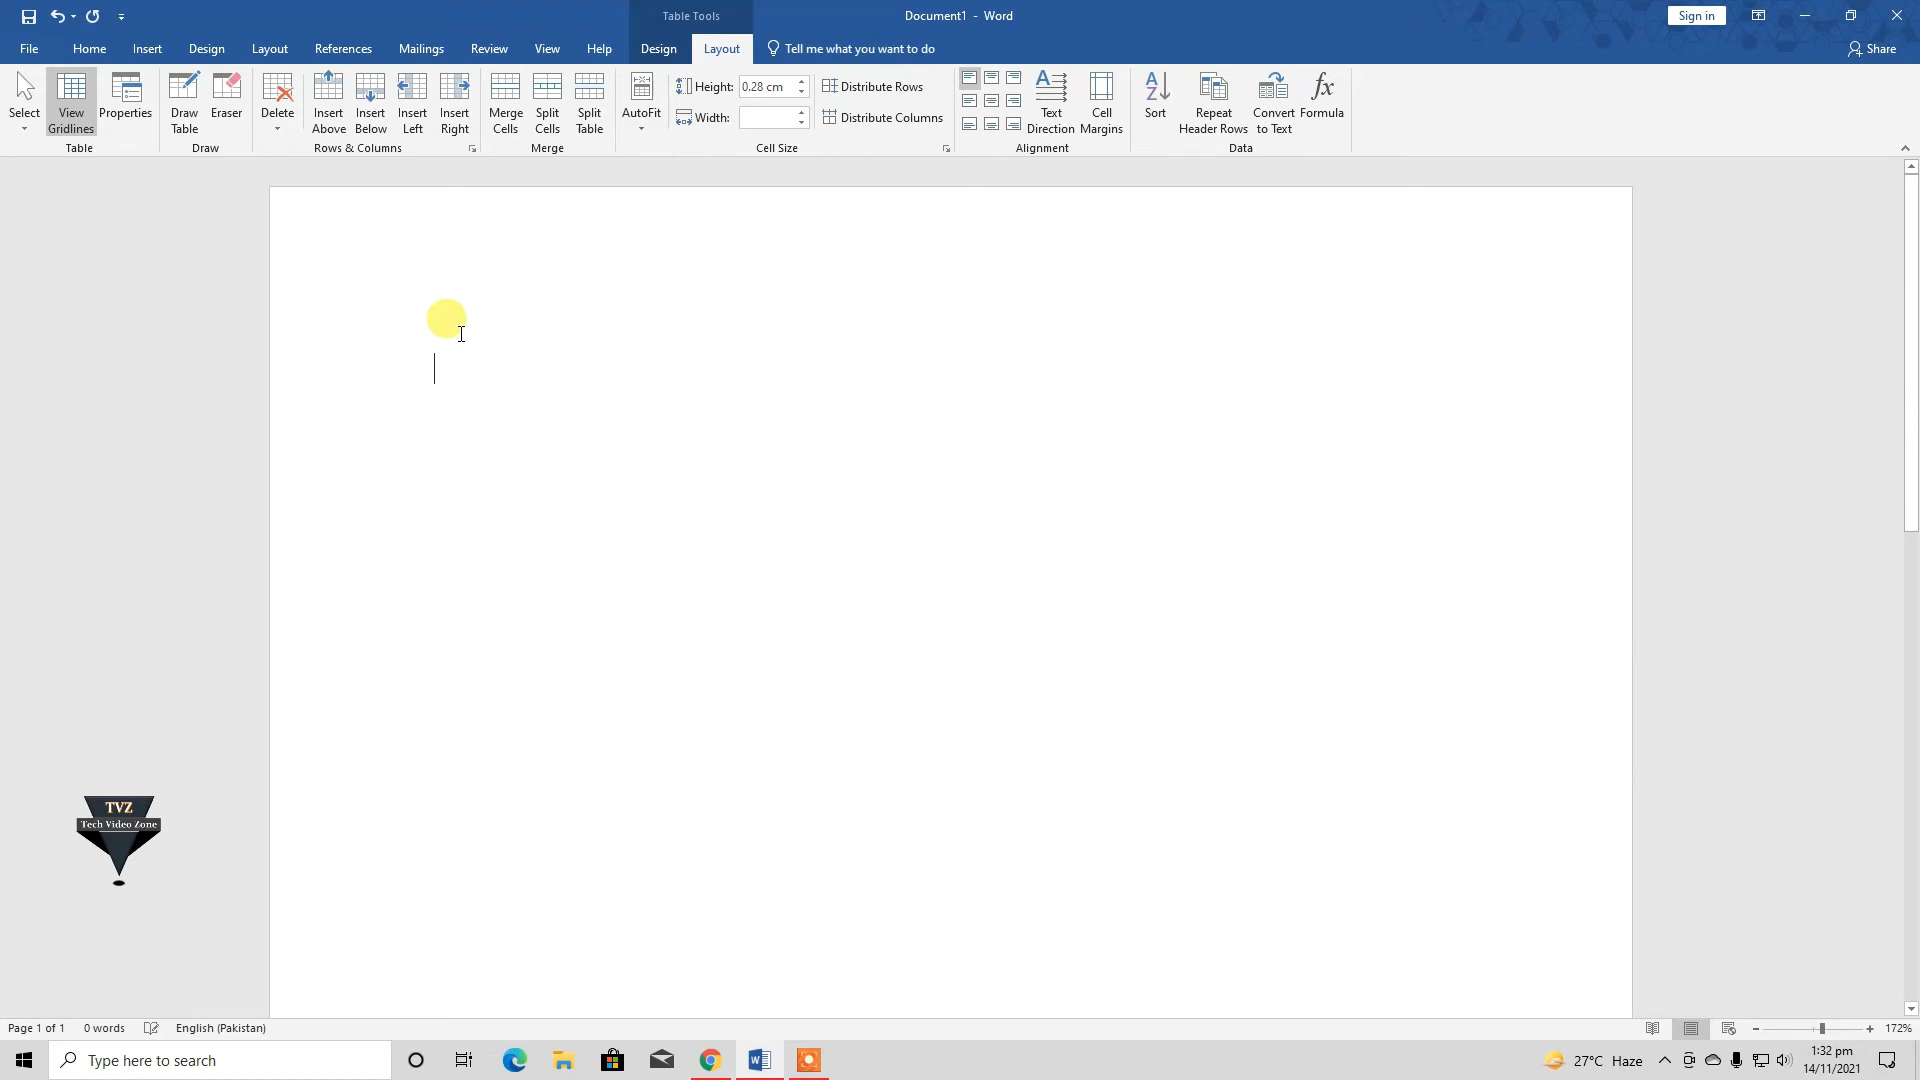 Table Tools
Document1 - Word
Sign in
File Home Insert Design Layout References Mailings Review View Help Design Layout Tell me what you want to do
Share
Select
View Gridlines
Properties
Draw Table
Eraser
Delete
Insert Above
Insert Below
Insert Left
Insert Right
Merge Cells
Split Cells
Split Table
AutoFit
Height: 0.28 cm
Width:
Distribute Rows
Distribute Columns
Text Direction
Cell Margins
Sort
Repeat Header Rows
Convert to Text
Formula
Table
Draw
Rows & Columns
Merge
Cell Size
Alignment
Data
TVZ
Tech Video Zone
Page 1 of 1 0 words English (Pakistan)
172%
Type here to search
27°C Haze
1:32 pm
14/11/2021